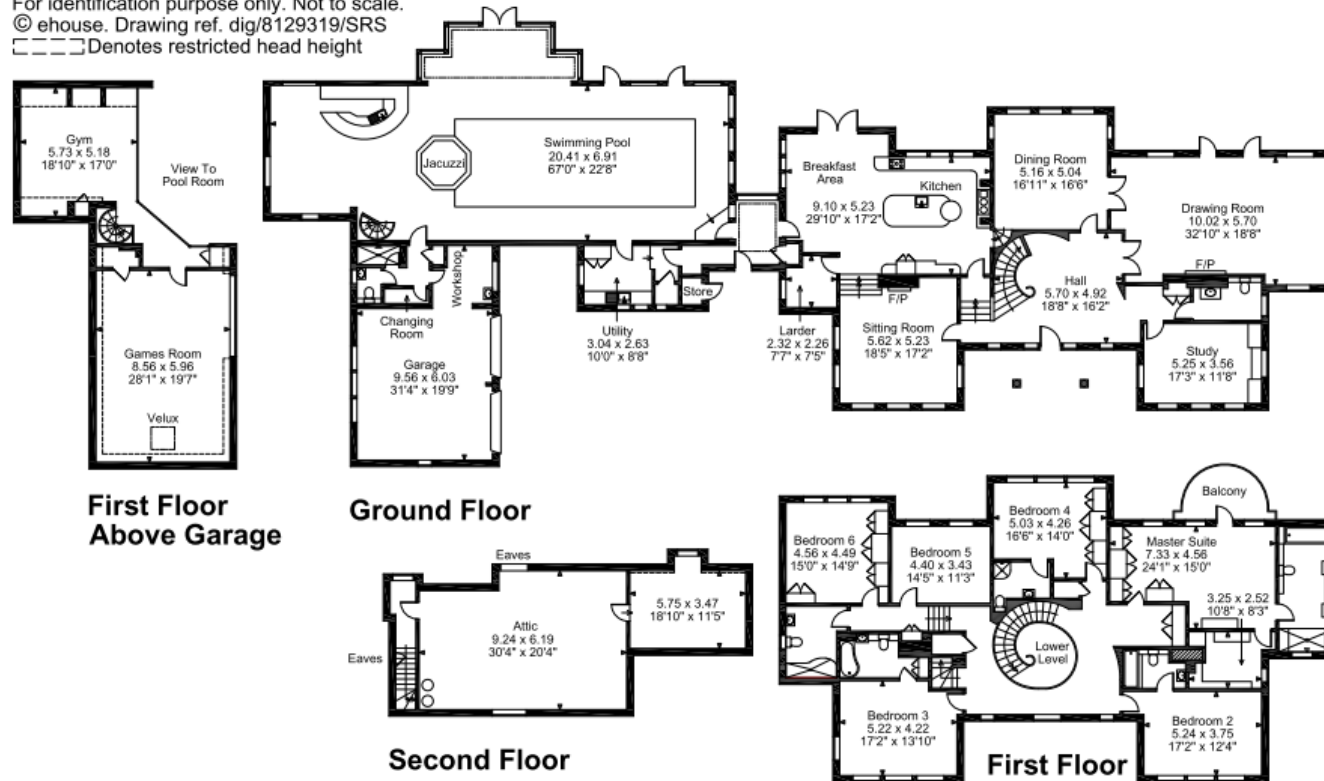 For identification purpose only. Not to scale.
© ehouse. Drawing ref. dig/8129319/SRS
Denotes restricted head height
Gym
5.73 x 5.18
18'10" x 17'0"
View To
Pool Room
Games Room
8.56 x 5.96
28'1" x 19'7"
Velux
First Floor
Above Garage
Jacuzzi
Swimming Pool
20.41 x 6.91
67'0" x 22'8"
Workshop
Changing
Room
Garage
9.56 x 6.03
31'4" x 19'9"
Utility
3.04 x 2.63
10'0" x 8'8"
Store
Larder
2.32 x 2.26
7'7" x 7'5"
Breakfast
Area
Kitchen
9.10 x 5.23
29'10" x 17'2"
F/P
Sitting Room
5.62 x 5.23
18'5" x 17'2"
Dining Room
5.16 x 5.04
16'11" x 16'6"
Drawing Room
10.02 x 5.70
32'10" x 18'8"
F/P
Hall
5.70 x 4.92
18'8" x 16'2"
Study
5.25 x 3.56
17'3" x 11'8"
Ground Floor
Eaves
Attic
9.24 x 6.19
30'4" x 20'4"
5.75 x 3.47
18'10" x 11'5"
Eaves
Second Floor
Bedroom 6
4.56 x 4.49
15'0" x 14'9"
Bedroom 5
4.40 x 3.43
14'5" x 11'3"
Bedroom 4
5.03 x 4.26
16'6" x 14'0"
Balcony
Master Suite
7.33 x 4.56
24'1" x 15'0"
3.25 x 2.52
10'8" x 8'3"
Lower
Level
Bedroom 3
5.22 x 4.22
17'2" x 13'10"
Bedroom 2
5.24 x 3.75
17'2" x 12'4"
First Floor